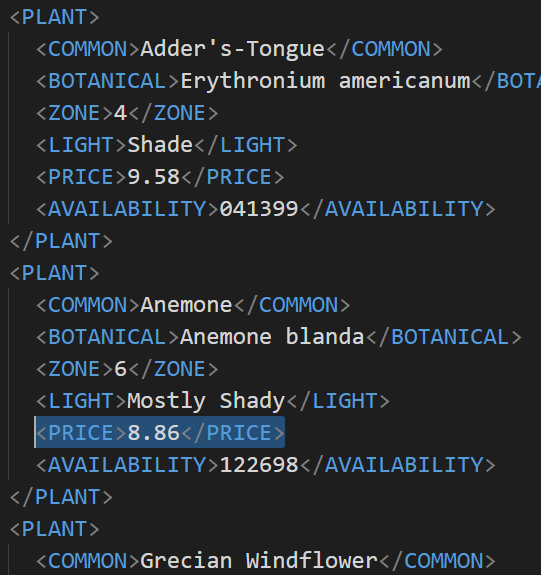 <PLANT>
<COMMON>Adder's-Tongue</COMMON>
<BOTANICAL>Erythronium americanum</BOT
<ZONE>4</ZONE>
<LIGHT>Shade</LIGHT>
<PRICE>9.58</PRICE>
<AVAILABILITY>041399</AVAILABILITY>
</PLANT>
<PLANT>
<COMMON>Anemone</COMMON>
<BOTANICAL>Anemone blanda</BOTANICAL>
<ZONE>6</ZONE>
<LIGHT>Mostly Shady</LIGHT>
<PRICE>8.86</PRICE>
<AVAILABILITY>122698</AVAILABILITY>
</PLANT>
<PLANT>
<COMMON>Grecian Windflower</COMMON>